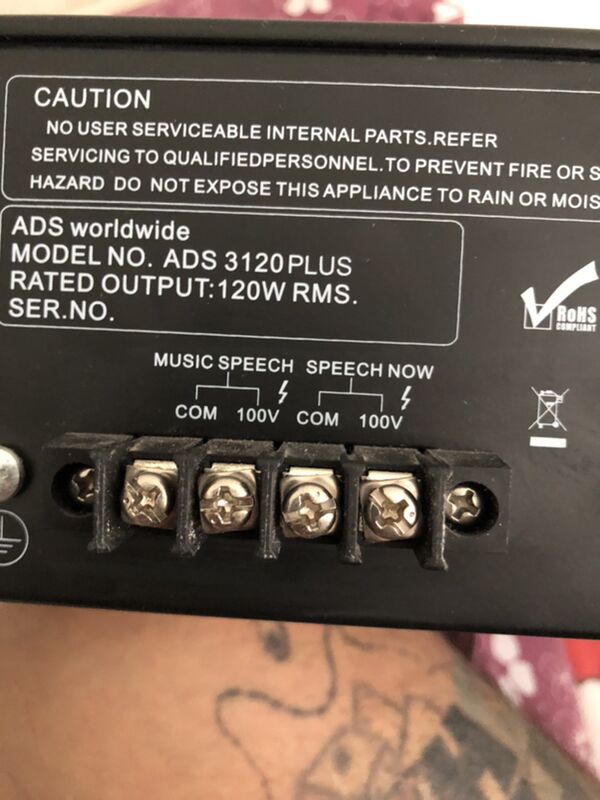 CAUTION
NO USER SERVICEABLE INTERNAL PARTS.REFER
SERVICING TO QUALIFIEDPERSONNEL.TO PREVENT FIRE OR
HAZARD DO NOT EXPOSE THIS APPLIANCE TO RAIN OR
ADS worldwide
MODEL NO. ADS 3120PLUS
RATED OUTPUT:120W RMS.
SER.NO.
RoHS
COMPLIANT
MUSIC SPEECH SPEECH NOW
COM 100V COM 100V